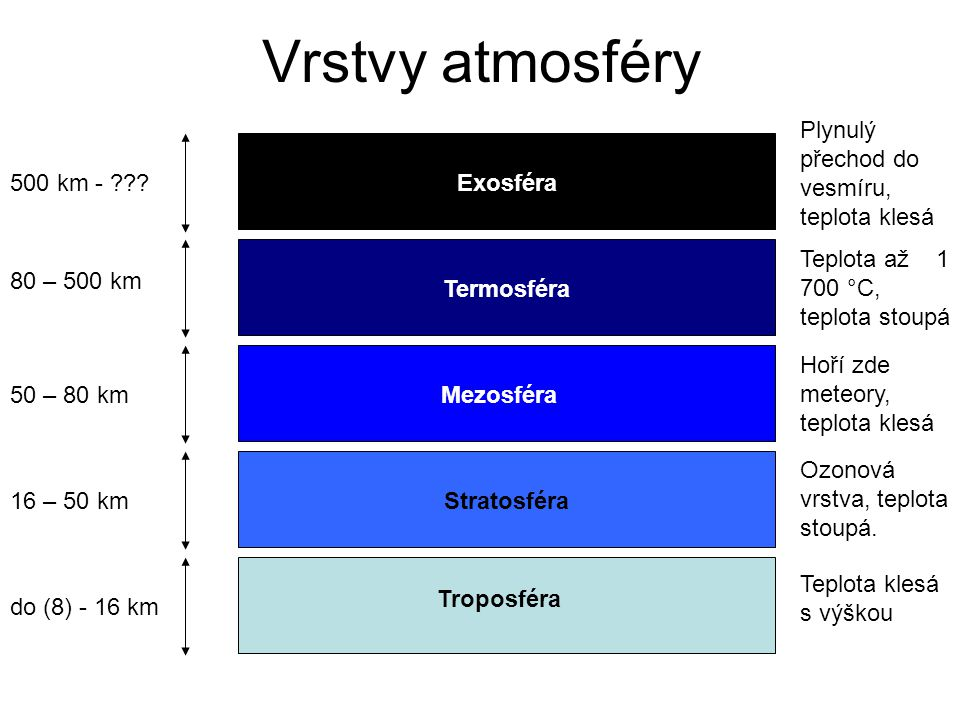 Vrstvy atmosféry
500 km - ???
Exosféra
Plynulý
přechod do
vesmíru,
teplota klesá
80 – 500 km
Termosféra
Teplota až 1
700 °C,
teplota stoupá
50 – 80 km
Mezosféra
Hoří zde
meteory,
teplota klesá
16 – 50 km
Stratosféra
Ozonová
vrstva, teplota
stoupá.
do (8) - 16 km
Troposféra
Teplota klesá
s výškou